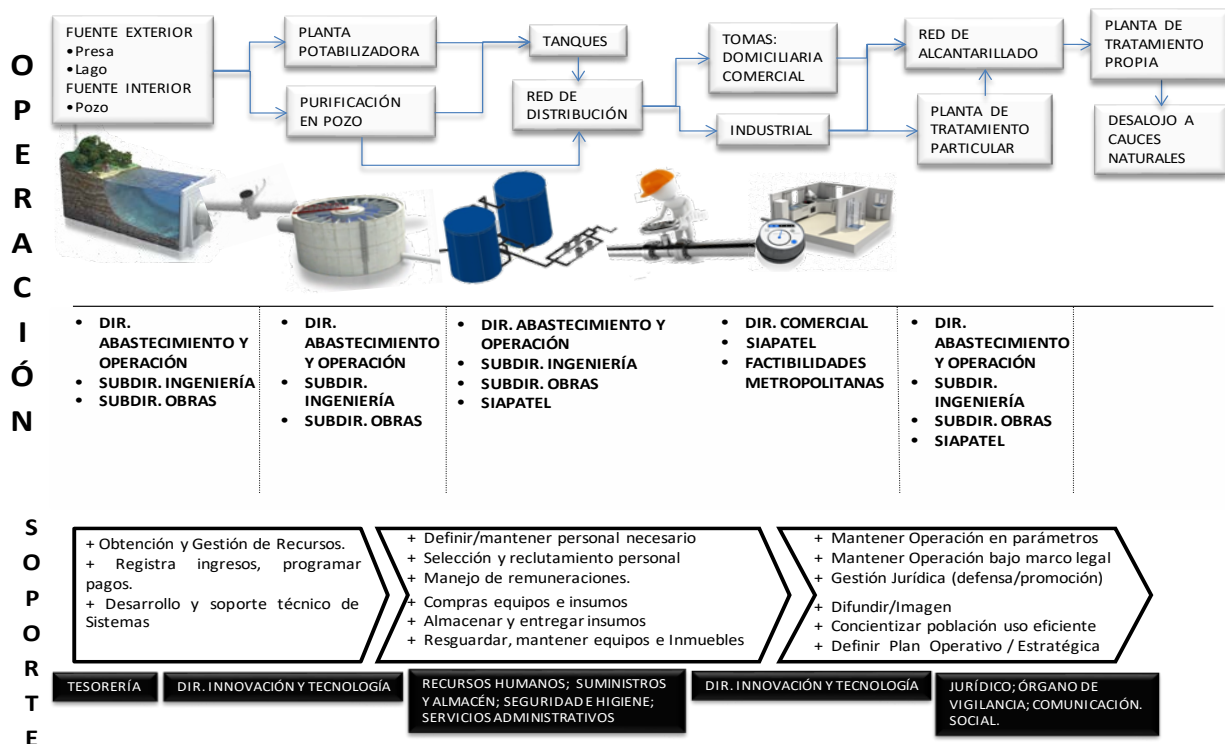 OPERACIÓN
FUENTE EXTERIOR
•Presa
•Lago
FUENTE INTERIOR
•Pozo
PLANTA
POTABILIZADORA
PURIFICACIÓN
EN POZO
TANQUES
RED DE
DISTRIBUCIÓN
TOMAS:
DOMICILIARIA
COMERCIAL
INDUSTRIAL
RED DE
ALCANTARILLADO
PLANTA DE
TRATAMIENTO
PARTICULAR
PLANTA DE
TRATAMIENTO
PROPIA
DESALOJO A
CAUCES
NATURALES
• DIR.
ABASTECIMIENTO Y
OPERACIÓN
• SUBDIR. INGENIERÍA
• SUBDIR. OBRAS
• DIR.
ABASTECIMIENTO
Y OPERACIÓN
• SUBDIR.
INGENIERÍA
• SUBDIR. OBRAS
• DIR. ABASTECIMIENTO Y
OPERACIÓN
• SUBDIR. INGENIERÍA
• SUBDIR. OBRAS
• SIAPATEL
• DIR. COMERCIAL
• SIAPATEL
• FACTIBILIDADES
METROPOLITANAS
• DIR.
ABASTECIMIENTO
Y OPERACIÓN
• SUBDIR.
INGENIERÍA
• SUBDIR. OBRAS
• SIAPATEL
SOPORTE
+ Obtención y Gestión de Recursos.
+ Registra ingresos, programar
pagos.
+ Desarrollo y soporte técnico de
Sistemas
+ Definir/mantener personal necesario
+ Selección y reclutamiento personal
+ Manejo de remuneraciones.
+ Compras equipos e insumos
+ Almacenar y entregar insumos
+ Resguardar, mantener equipos e Inmuebles
+ Mantener Operación en parámetros
+ Mantener Operación bajo marco legal
+ Gestión Jurídica (defensa/promoción)
+ Difundir/Imagen
+ Concientizar población uso eficiente
+ Definir Plan Operativo / Estratégica
TESORERÍA
DIR. INNOVACIÓN Y TECNOLOGÍA
RECURSOS HUMANOS; SUMINISTROS
Y ALMACÉN; SEGURIDAD E HIGIENE;
SERVICIOS ADMINISTRATIVOS
DIR. INNOVACIÓN Y TECNOLOGÍA
JURÍDICO; ÓRGANO DE
VIGILANCIA; COMUNICACIÓN.
SOCIAL.